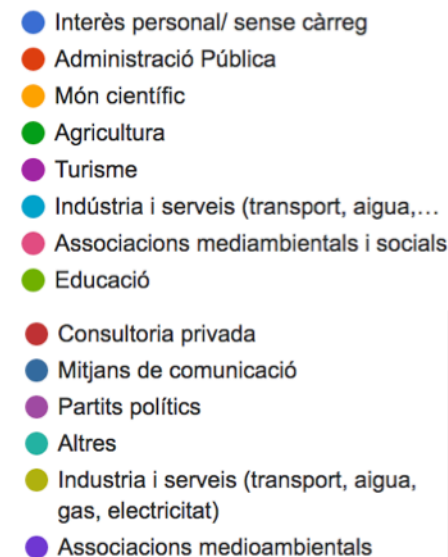 Interès personal/ sense càrreg
Administració Pública
Món científic
Agricultura
Turisme
Indústria i serveis (transport, aigua,…
Associacions mediambientals i socials
Educació
Consultoria privada
Mitjans de comunicació
Partits polítics
Altres
Industria i serveis (transport, aigua,
gas, electricitat)
Associacions medioambientals